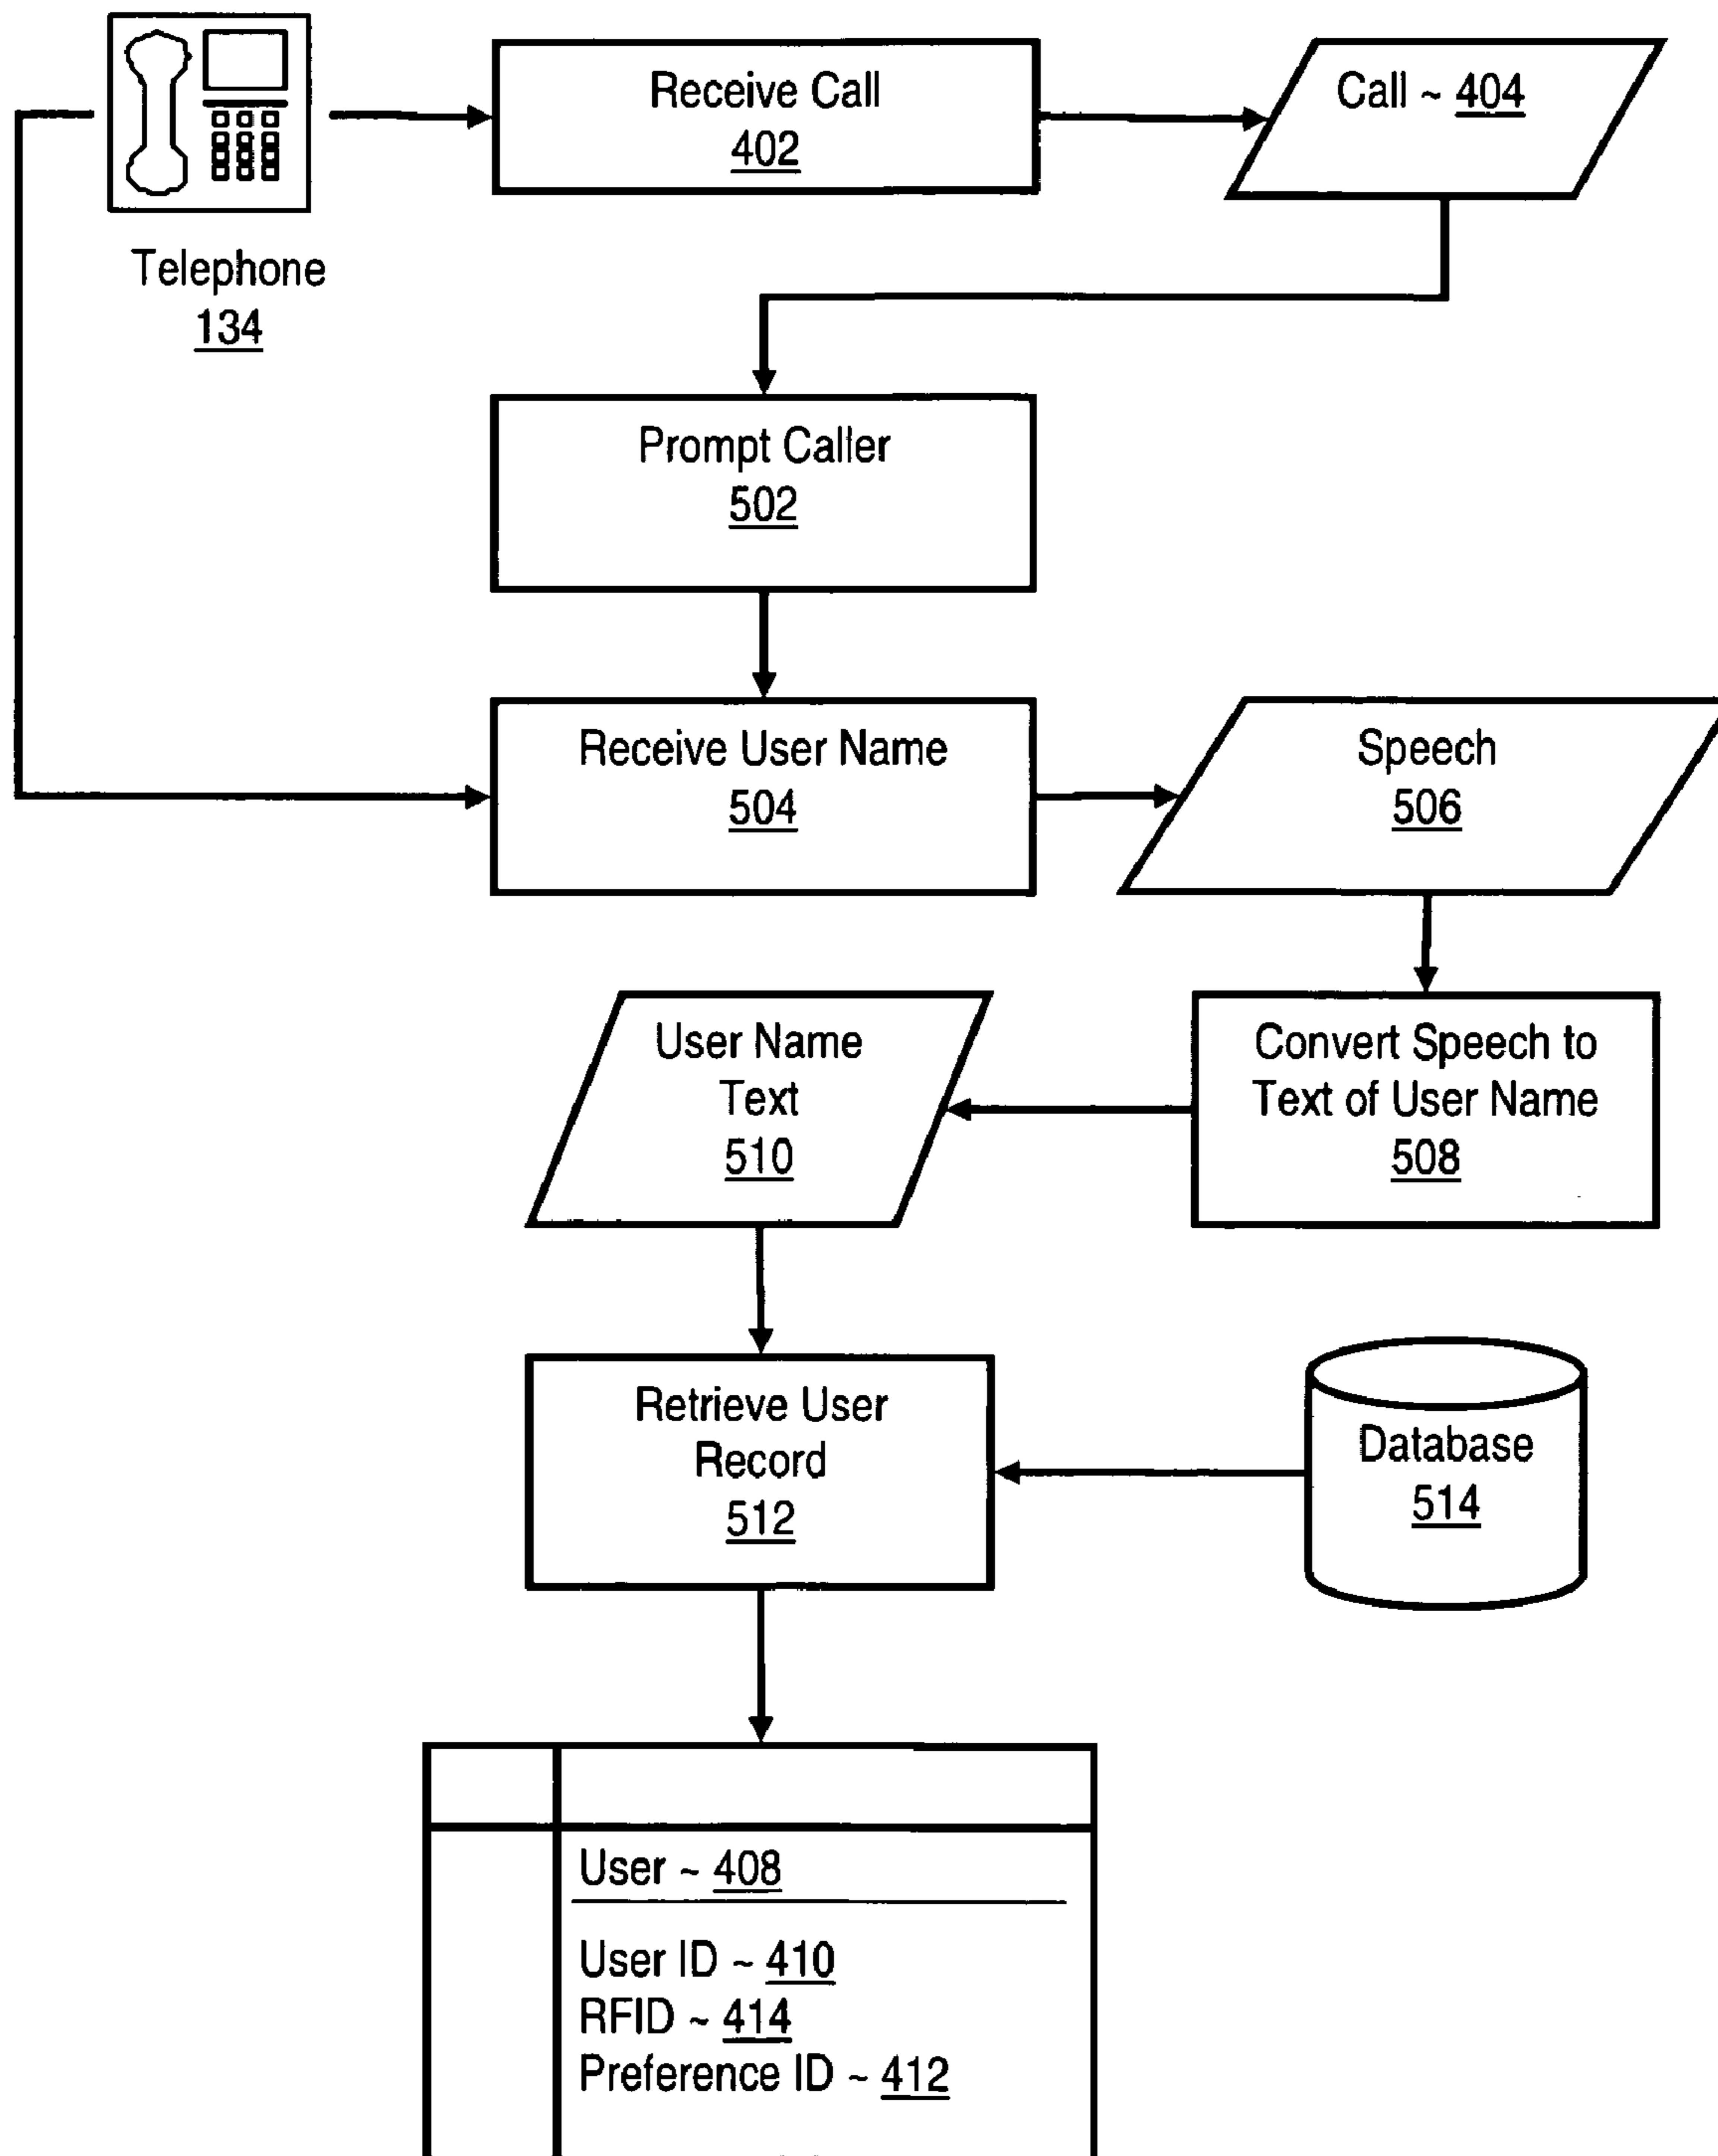 Receive Call
402
Call ~ 404
Telephone
134
Prompt Caller
502
Receive User Name
504
Speech
506
User Name
Text
510
Convert Speech to
Text of User Name
508
Retrieve User
Record
512
Database
514
User ~ 408
User ID ~ 410
RFID ~ 414
Preference ID ~ 412